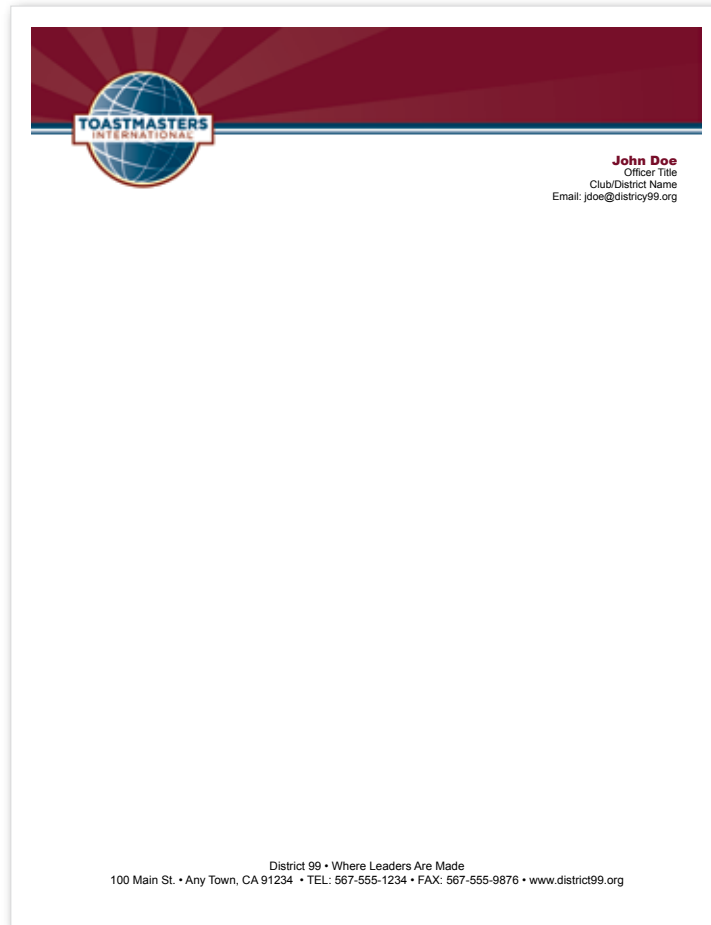 TOASTMASTERS
INTERNATIONAL
John Doe
Officer Title
Club/District Name
Email: jdoe@districy99.org
District 99 • Where Leaders Are Made
100 Main St. • Any Town, CA 91234 • TEL: 567-555-1234 • FAX: 567-555-9876 • www.district99.org